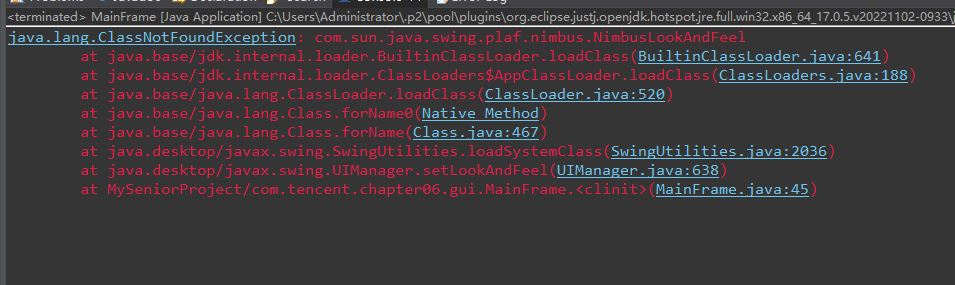 <terminated> MainFrame [Java Application] C:\Users\Administrator\.p2\pool\plugins\org.eclipse.justj.openjdk.hotspot.jre.full.win32.x86_64_17.0.5.v20221102-0933\j
java.lang.ClassNotFoundException: com.sun.java.swing.plaf.nimbus.NimbusLookAndFeel
at java.base/jdk.internal.loader.BuiltinClassLoader.loadClass(BuiltinClassLoader.java:641)
at java.base/jdk.internal.loader.ClassLoaders$AppClassLoader.loadClass(ClassLoaders.java:188)
at java.base/java.lang.ClassLoader.loadClass(ClassLoader.java:520)
at java.base/java.lang.Class.forName0(Native Method)
at java.base/java.lang.Class.forName(Class.java:467)
at java.desktop/javax.swing.SwingUtilities.loadSystemClass(SwingUtilities.java:2036)
at java.desktop/javax.swing.UIManager.setLookAndFeel(UIManager.java:638)
at MySeniorProject/com.tencent.chapter06.gui.MainFrame.<clinit>(MainFrame.java:45)